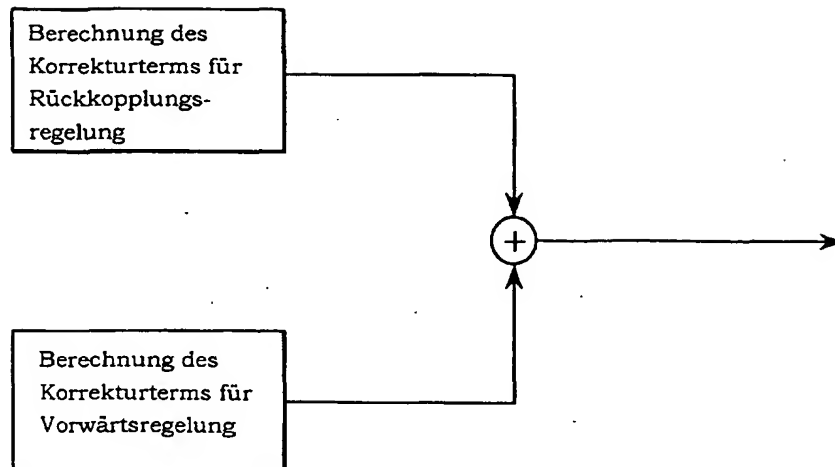 Berechnung des
Korrekturterms für
Rückkopplungs-
regelung
+
Berechnung des
Korrekturterms für
Vorwärtsregelung